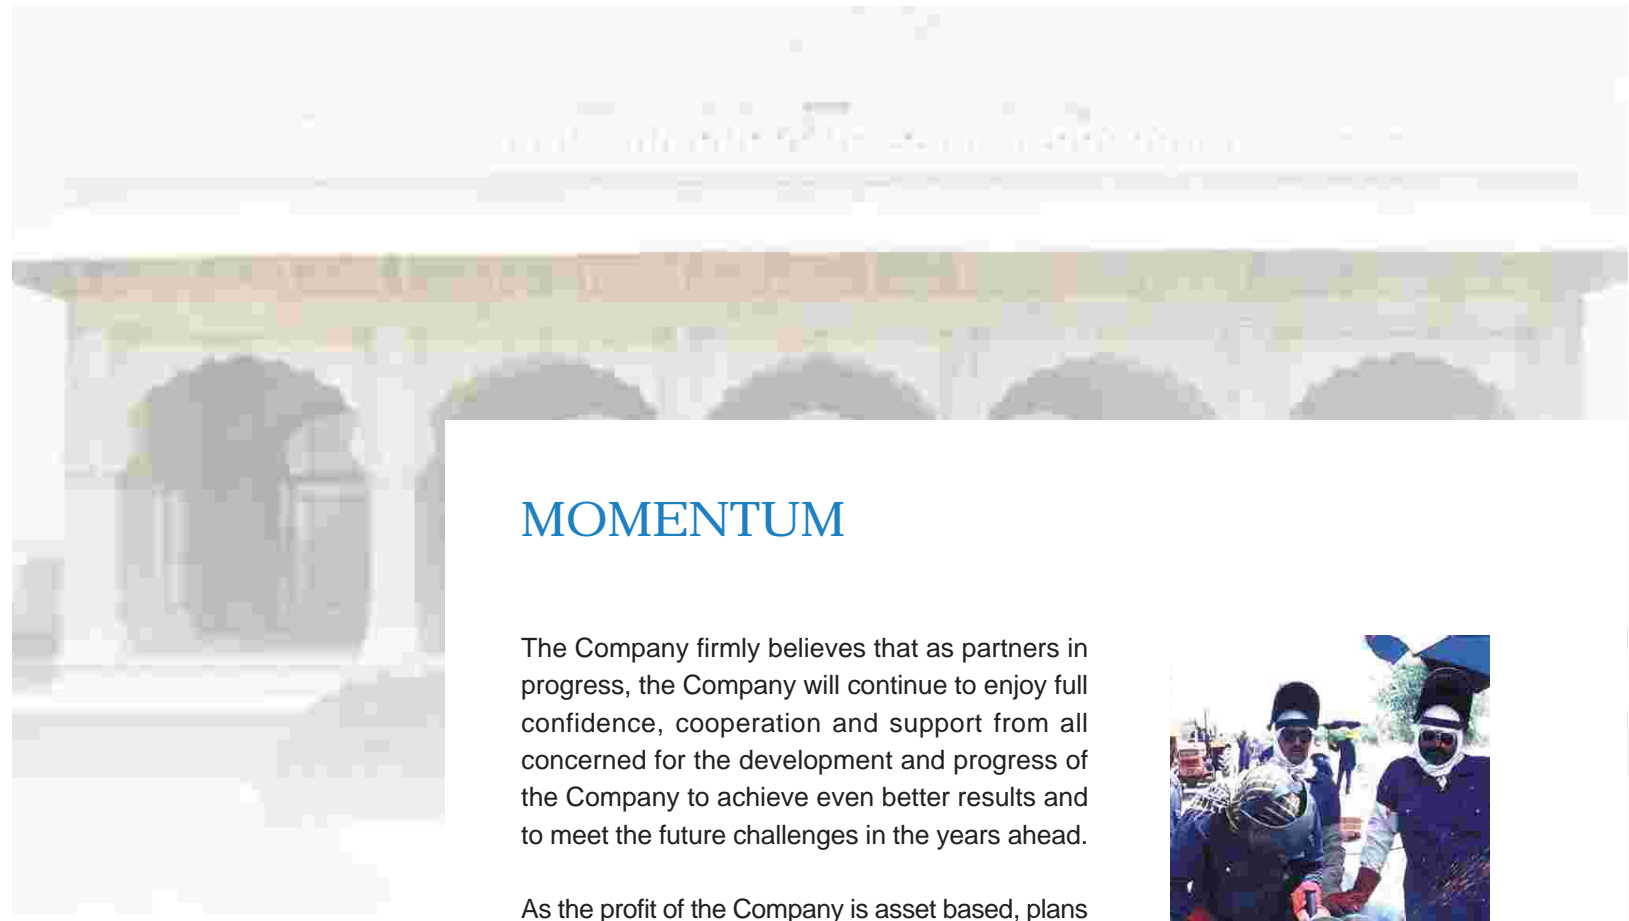 MOMENTUM
The Company firmly believes that as partners in
progress, the Company will continue to enjoy full
confidence, cooperation and support from all
concerned for the development and progress of
the Company to achieve even better results and
to meet the future challenges in the years ahead.
As the profit of the Company is asset based, plans